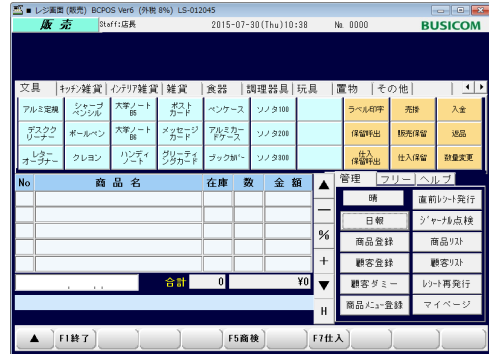 レジ画面 (販売) BCPOS Ver6 (外税 8%) LS-012045
販 売 Staff:店長 2015-07-30(Thu)10:38 No. 0000 BUSICOM
文具 キッチン雑貨 インテリア雑貨 雑貨 食器 調理器具 玩具 置物 その他
アルミ定規 シャープペンシル 大学ノートB5 ポストカード ペンケース ソノタ100 ラベル印字 売掛 入金
デスククリーナー ボールペン 大学ノートB6 メッセージカード アルミカードケース ソノタ200 保留呼出 販売保留 返品
レターオープナー クレヨン ハンディノート グリーティングカード ブックカバー ソノタ300 仕入保留呼出 仕入保留 数量変更
No 商 品 名 在庫 数 金 額 ▲ 管理 フリー ヘルプ
晴 直前レシート発行
日報 ジャーナル点検
% 商品登録 商品リスト
+ 顧客登録 顧客リスト
合計 0 ¥0 ▼ 顧客ダミー レシート再発行
H 商品メニュー登録 マイページ
▲ F1終了 F5商検 F7仕入